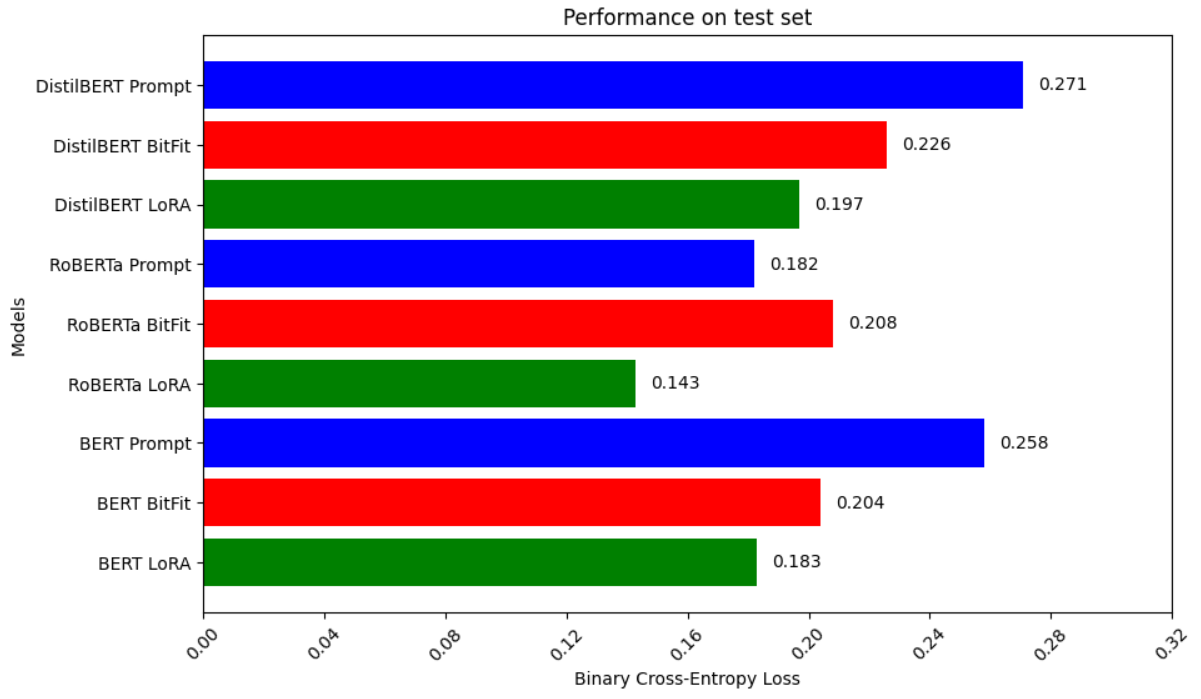 Performance on test set
Models
DistilBERT Prompt
0.271
DistilBERT BitFit
0.226
DistilBERT LoRA
0.197
RoBERTa Prompt
0.182
RoBERTa BitFit
0.208
RoBERTa LoRA
0.143
BERT Prompt
0.258
BERT BitFit
0.204
BERT LoRA
0.183
0.00 0.04 0.08 0.12 0.16 0.20 0.24 0.28 0.32
Binary Cross-Entropy Loss